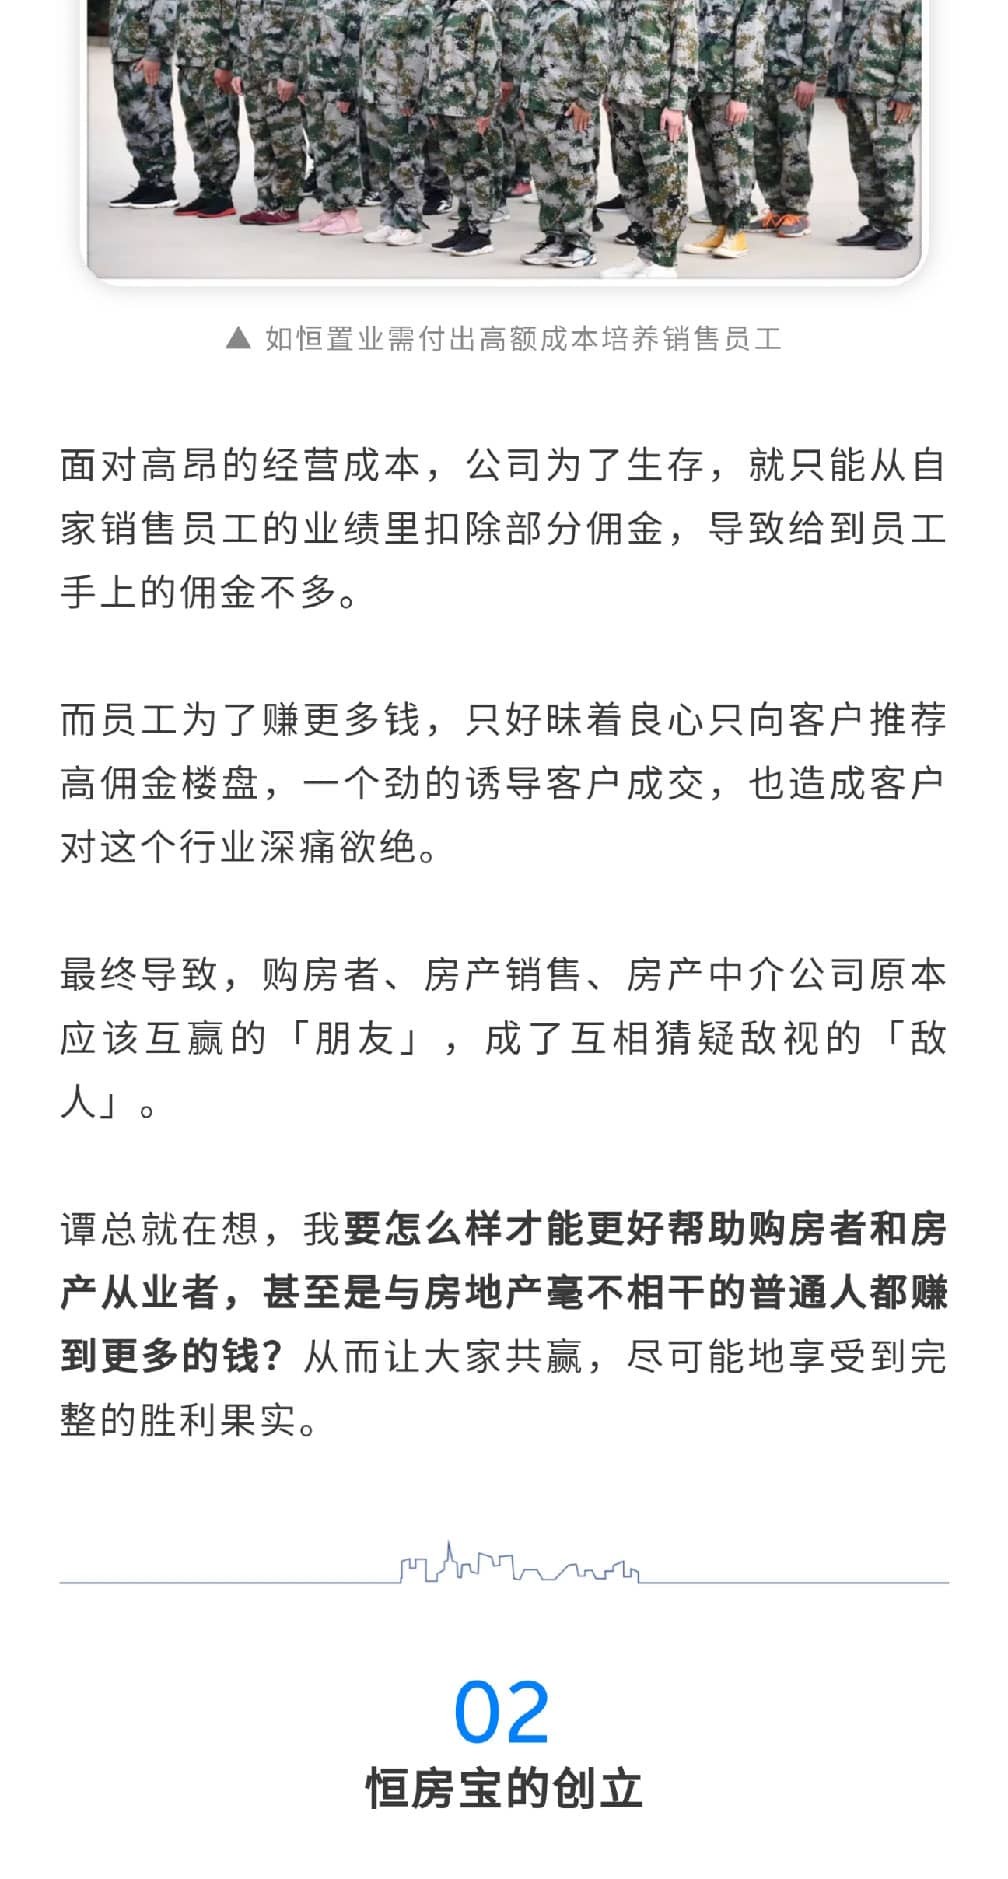 ▲ 如恒置业需付出高额成本培养销售员工
面对高昂的经营成本，公司为了生存，就只能从自
家销售员工的业绩里扣除部分佣金，导致给到员工
手上的佣金不多。
而员工为了赚更多钱，只好昧着良心只向客户推荐
高佣金楼盘，一个劲的诱导客户成交，也造成客户
对这个行业深痛欲绝。
最终导致，购房者、房产销售、房产中介公司原本
应该互赢的「朋友」，成了互相猜疑敌视的「敌
人」。
谭总就在想，我要怎么样才能更好帮助购房者和房
产从业者，甚至是与房地产毫不相干的普通人都赚
到更多的钱？从而让大家共赢，尽可能地享受到完
整的胜利果实。
02
恒房宝的创立